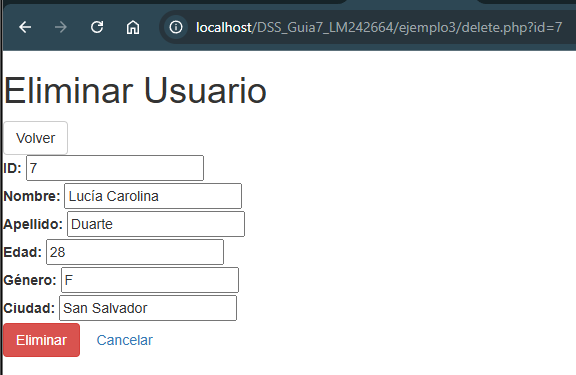 localhost/DSS_Guia7_LM242664/ejemplo3/delete.php?id=7
Eliminar Usuario
Volver
ID: 7
Nombre: Lucía Carolina
Apellido: Duarte
Edad: 28
Género: F
Ciudad: San Salvador
Eliminar Cancelar